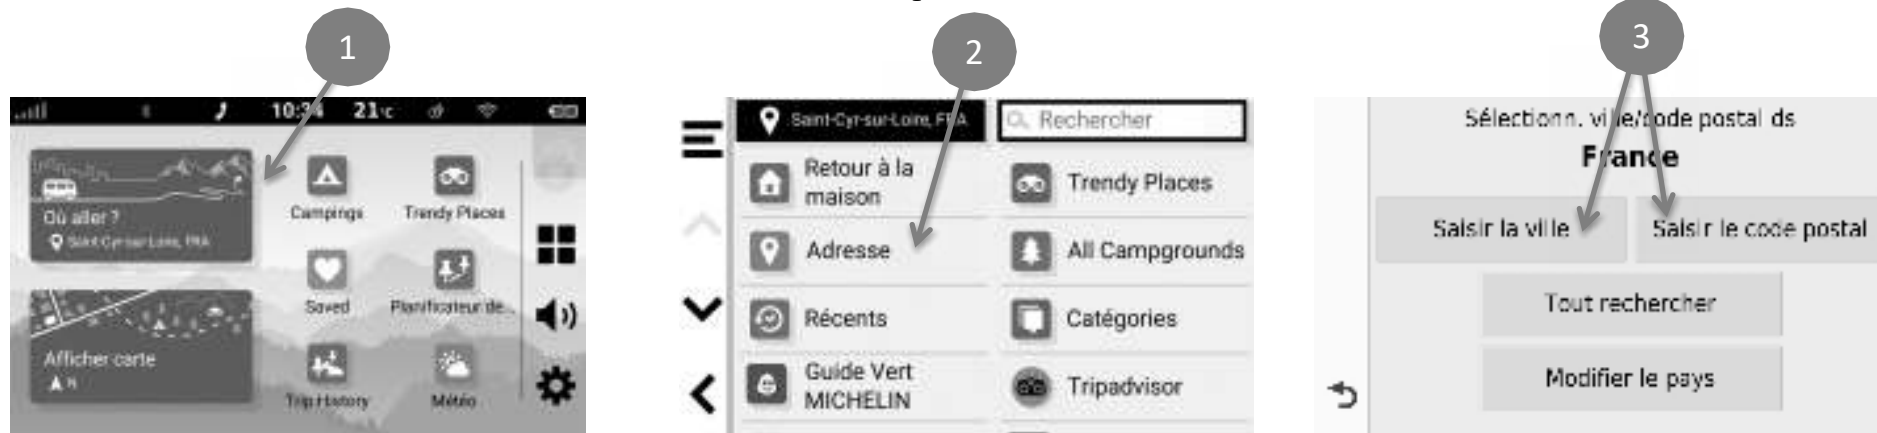 1
10:34 21°C
Où aller ?
Saint-Cyr-sur-Loire, FRA
Campings
Trendy Places
Saved
Planificateur de...
Afficher carte
N
Trip History
Météo
2
Saint-Cyr-sur-Loire, FRA
Rechercher
Retour à la
maison
Trendy Places
Adresse
All Campgrounds
Récents
Catégories
Guide Vert
MICHELIN
Tripadvisor
3
Sélectionn. ville/code postal ds
France
Saisir la ville
Saisir le code postal
Tout rechercher
Modifier le pays